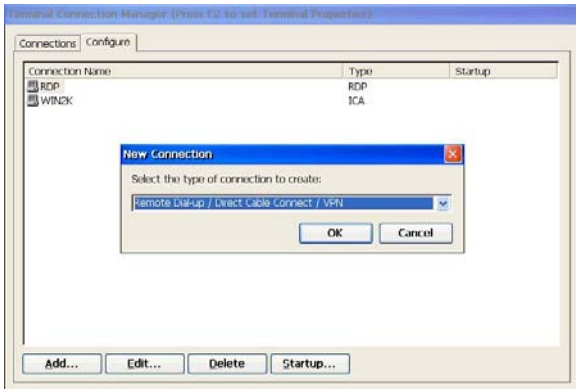 Terminal Connection Manager (Press F2 to set Terminal Properties)
Connections Configure
Connection Name Type Startup
RDP RDP
WIN2K ICA
New Connection
Select the type of connection to create:
Remote Dial-up / Direct Cable Connect / VPN
OK Cancel
Add... Edit... Delete Startup...